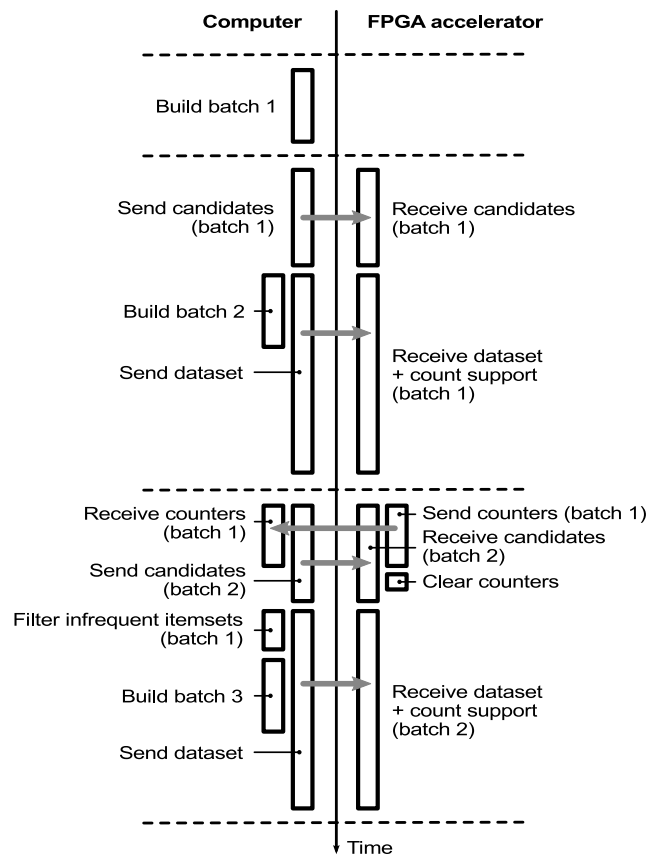 Computer
FPGA accelerator
Build batch 1
Send candidates
(batch 1)
Receive candidates
(batch 1)
Build batch 2
Send dataset
Receive dataset
+ count support
(batch 1)
Receive counters
(batch 1)
Send counters (batch 1)
Receive candidates
(batch 2)
Send candidates
(batch 2)
Clear counters
Filter infrequent itemsets
(batch 1)
Build batch 3
Receive dataset
+ count support
(batch 2)
Send dataset
Time